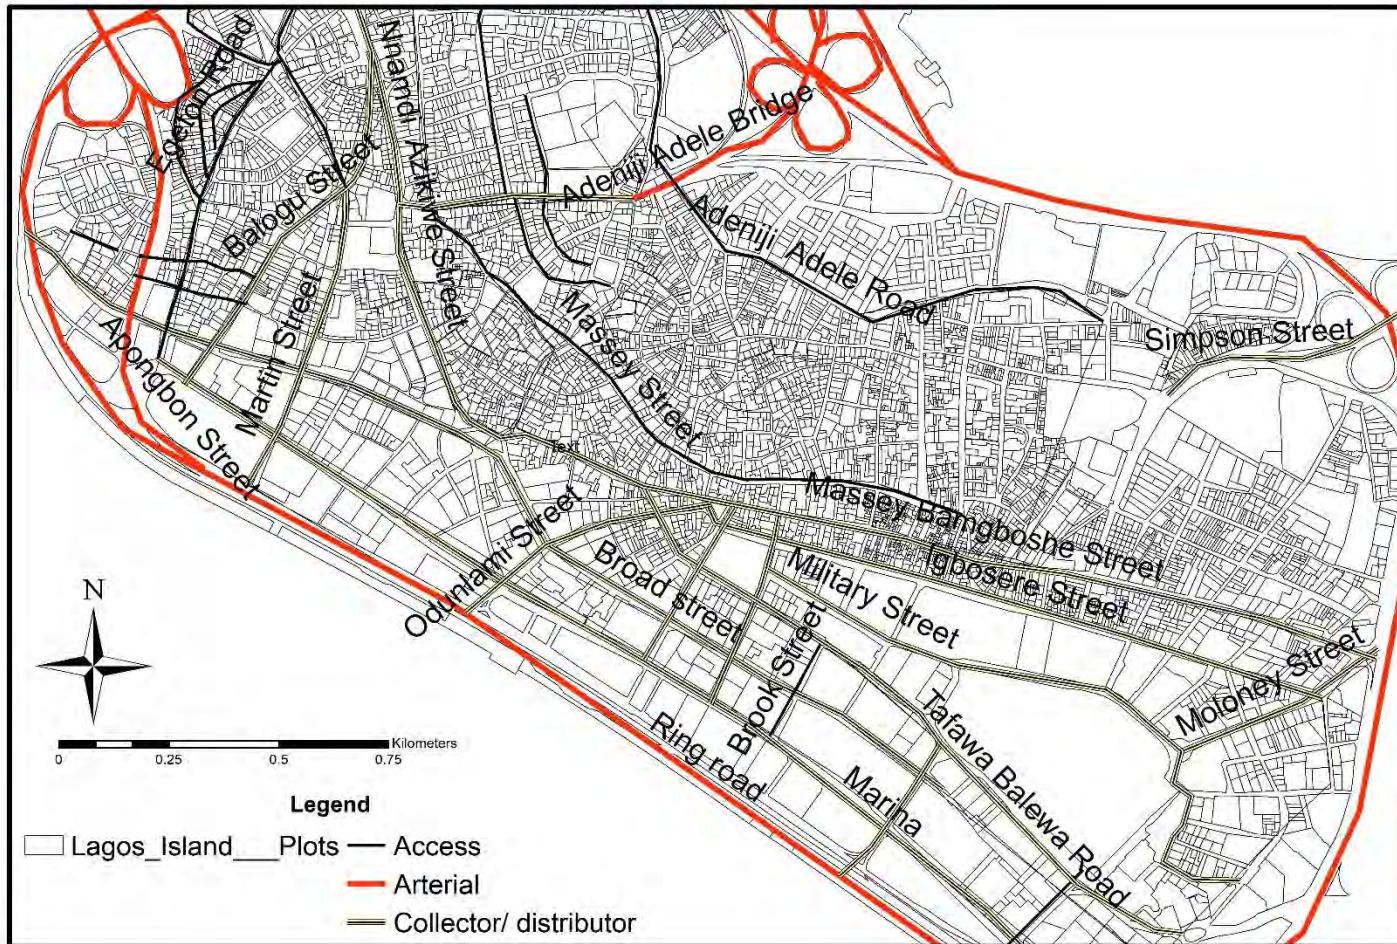 Egerton Road
Nnamdi Azikiwe Street
Adeniji Adele Bridge
Balogu Street
Adeniji Adele Road
Massey Street
Simpson Street
Martin Street
Apongbon Street
Text
Massey Bamgboshe Street
Igbosere Street
Odunlami Street
Broad street
Military Street
Brook Street
Moloney Street
Tafawa Balewa Road
Ring road
Marina
N
Kilometers
0 0.25 0.5 0.75
Legend
Lagos_Island___Plots
Access
Arterial
Collector/ distributor